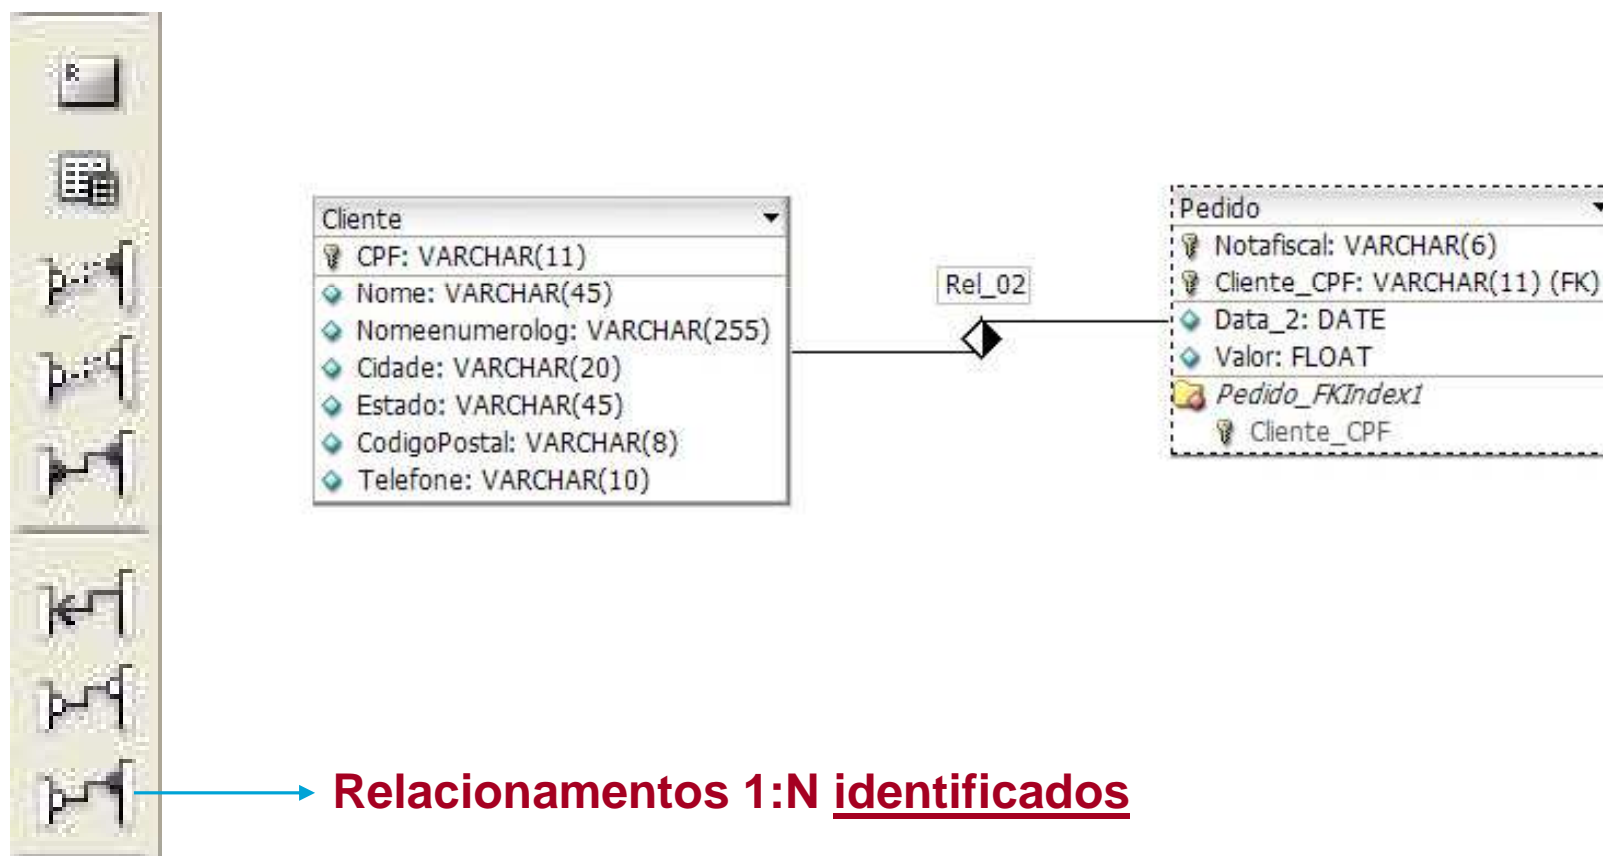 R
Cliente
CPF: VARCHAR(11)
Nome: VARCHAR(45)
Nomeenumerolog: VARCHAR(255)
Cidade: VARCHAR(20)
Estado: VARCHAR(45)
CodigoPostal: VARCHAR(8)
Telefone: VARCHAR(10)
Rel_02
Pedido
Notafiscal: VARCHAR(6)
Cliente_CPF: VARCHAR(11) (FK)
Data_2: DATE
Valor: FLOAT
Pedido_FKIndex1
Cliente_CPF
Relacionamentos 1:N identificados